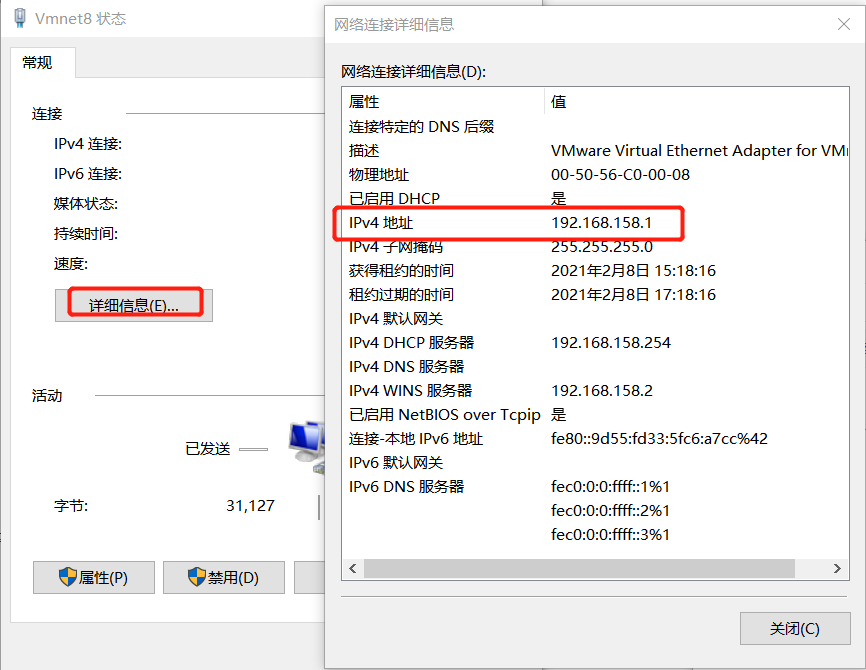 Vmnet8 状态
常规
连接
IPv4 连接:
IPv6 连接:
媒体状态:
持续时间:
速度:
详细信息(E)...
活动
已发送
字节:
31,127
属性(P)
禁用(D)
网络连接详细信息
网络连接详细信息(D):
属性 值
连接特定的 DNS 后缀
描述 VMware Virtual Ethernet Adapter for VM
物理地址 00-50-56-C0-00-08
已启用 DHCP 是
IPv4 地址 192.168.158.1
IPv4 子网掩码 255.255.255.0
获得租约的时间 2021年2月8日 15:18:16
租约过期的时间 2021年2月8日 17:18:16
IPv4 默认网关
IPv4 DHCP 服务器 192.168.158.254
IPv4 DNS 服务器
IPv4 WINS 服务器 192.168.158.2
已启用 NetBIOS over Tcpip 是
连接-本地 IPv6 地址 fe80::9d55:fd33:5fc6:a7cc%42
IPv6 默认网关
IPv6 DNS 服务器 fec0:0:0:ffff::1%1
fec0:0:0:ffff::2%1
fec0:0:0:ffff::3%1
关闭(C)